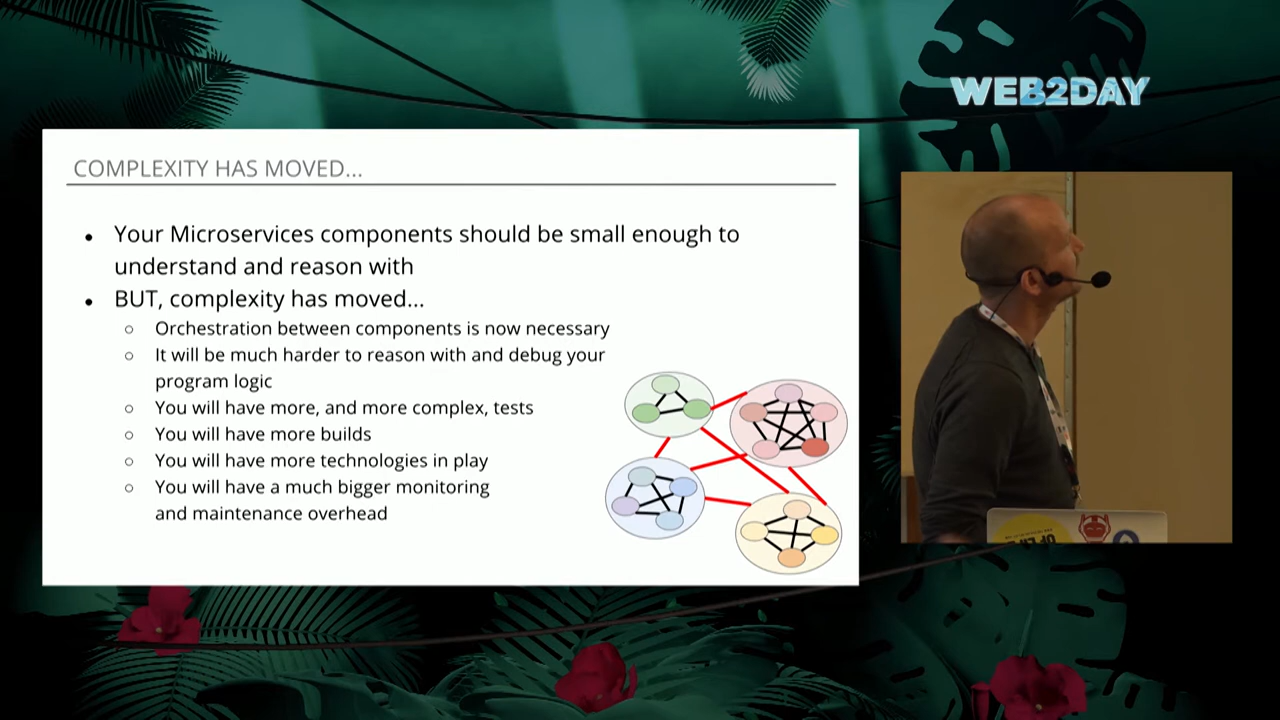 WEB2DAY
COMPLEXITY HAS MOVED...
• Your Microservices components should be small enough to
understand and reason with
• BUT, complexity has moved...
○ Orchestration between components is now necessary
○ It will be much harder to reason with and debug your
program logic
○ You will have more, and more complex, tests
○ You will have more builds
○ You will have more technologies in play
○ You will have a much bigger monitoring
and maintenance overhead